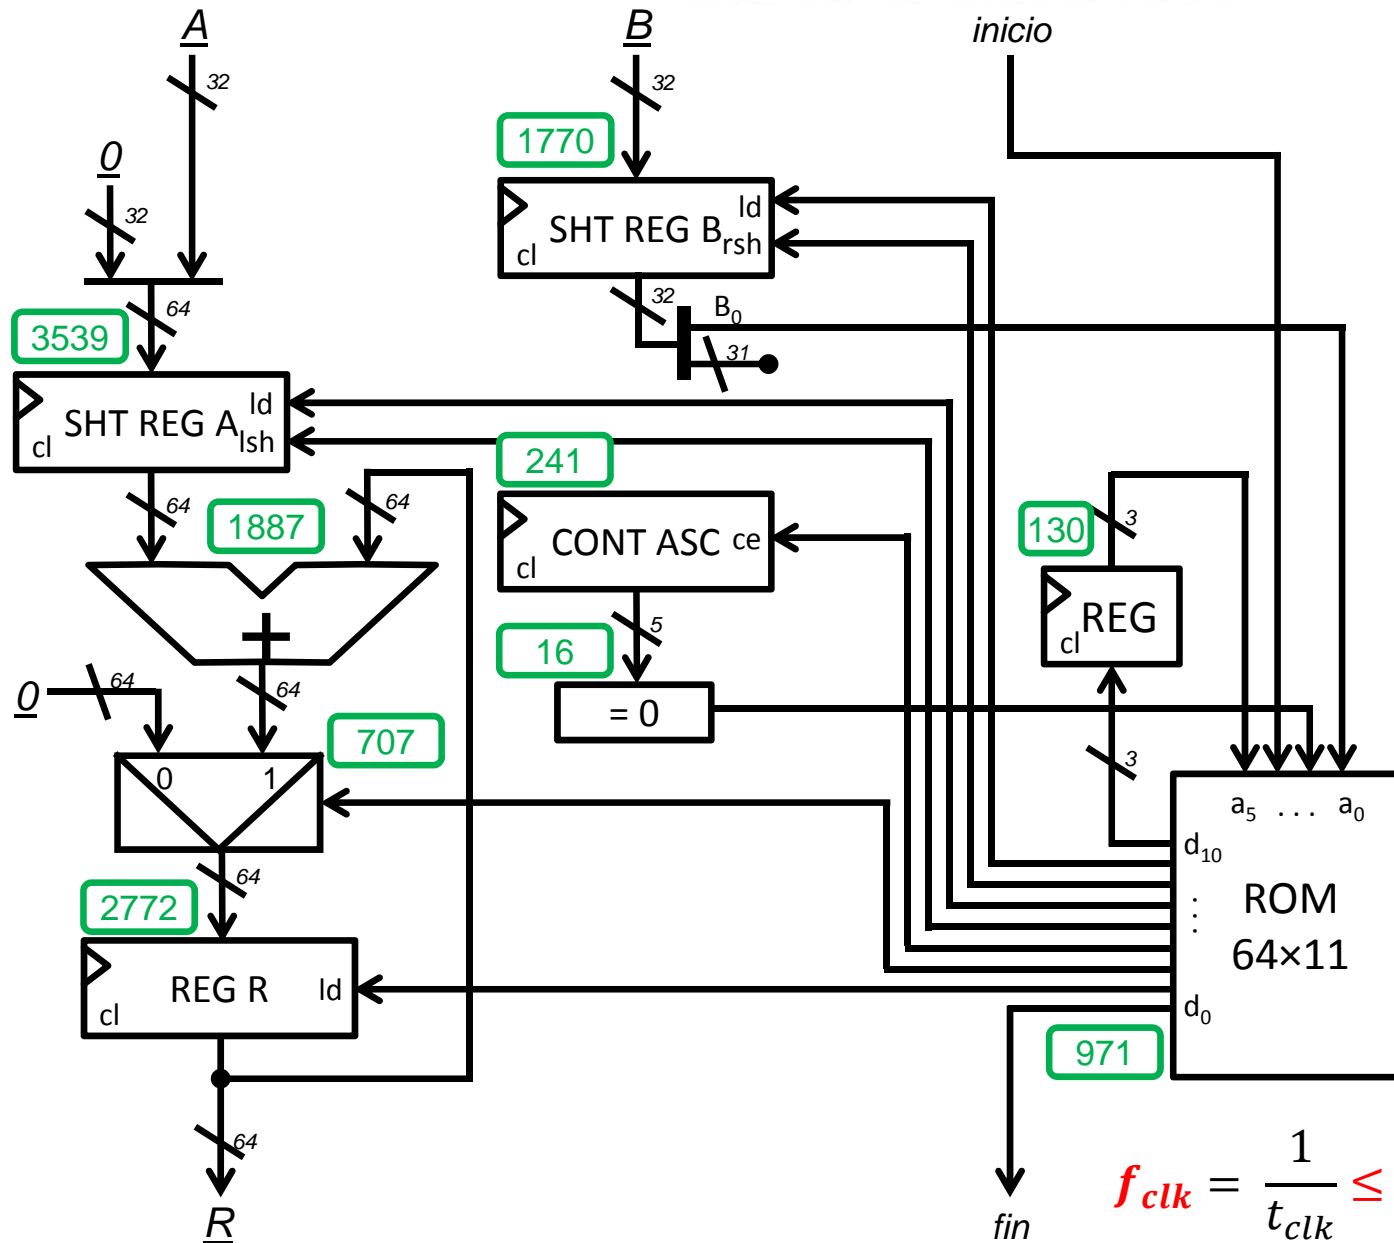 A
B
inicio
32
32
0
32
1770
ld
SHT REG B
rsh
cl
64
32
B0
3539
31
ld
SHT REG A
lsh
cl
241
64
64
1887
3
130
CONT ASC ce
cl
REG
cl
5
16
+
64
0
64
= 0
707
3
0 1
a5 . . . a0
d10
64
2772
ROM
64×11
REG R ld
cl
d0
971
64
R
fin
fclk = 1 / tclk ≤